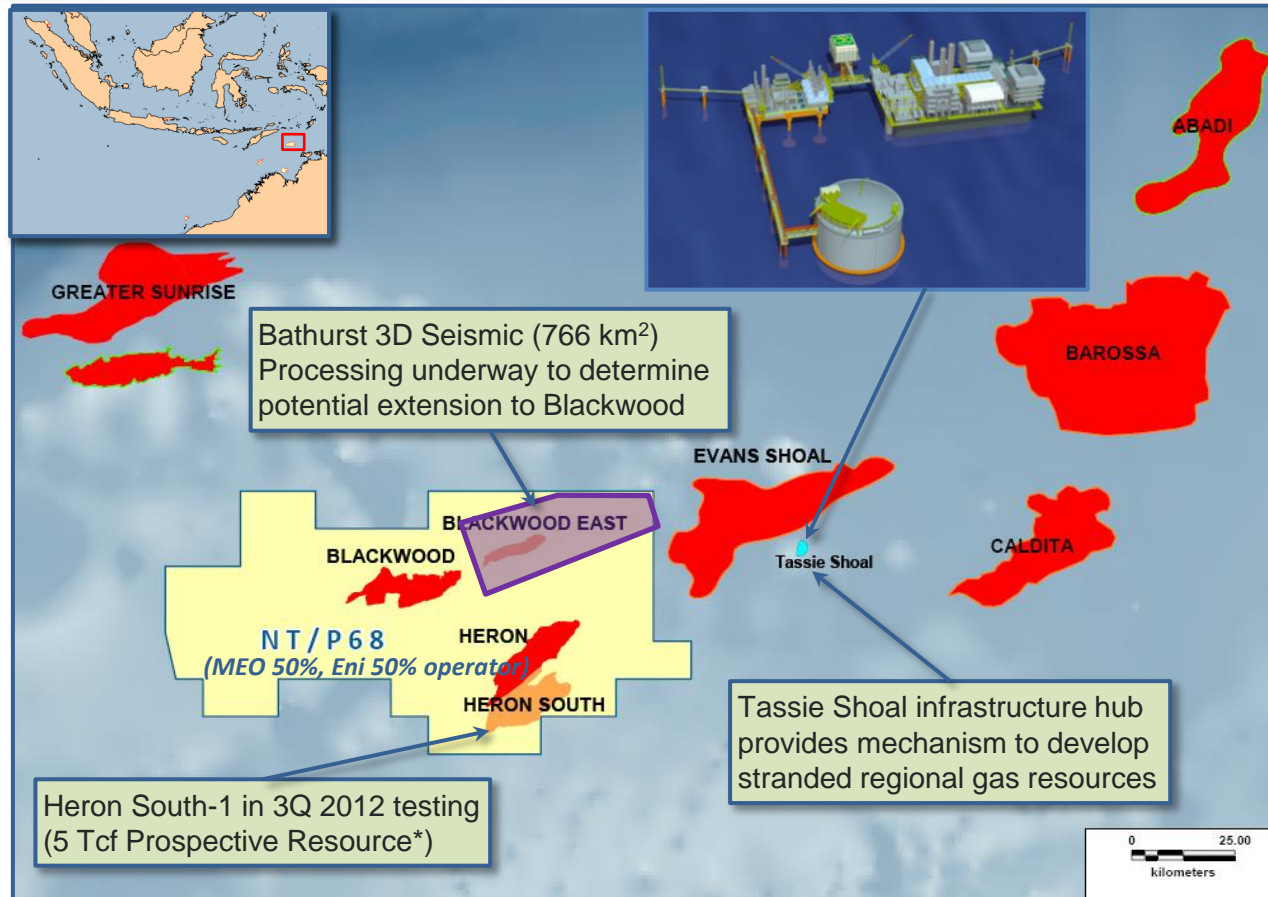 ABADI
GREATER SUNRISE
Bathurst 3D Seismic (766 km²)
Processing underway to determine
potential extension to Blackwood
BAROSSA
EVANS SHOAL
BLACKWOOD EAST
BLACKWOOD
Tassie Shoal
CALDITA
NT/P68
(MEO 50%, Eni 50% operator)
HERON
HERON SOUTH
Tassie Shoal infrastructure hub
provides mechanism to develop
stranded regional gas resources
Heron South-1 in 3Q 2012 testing
(5 Tcf Prospective Resource*)
0 25.00
kilometers